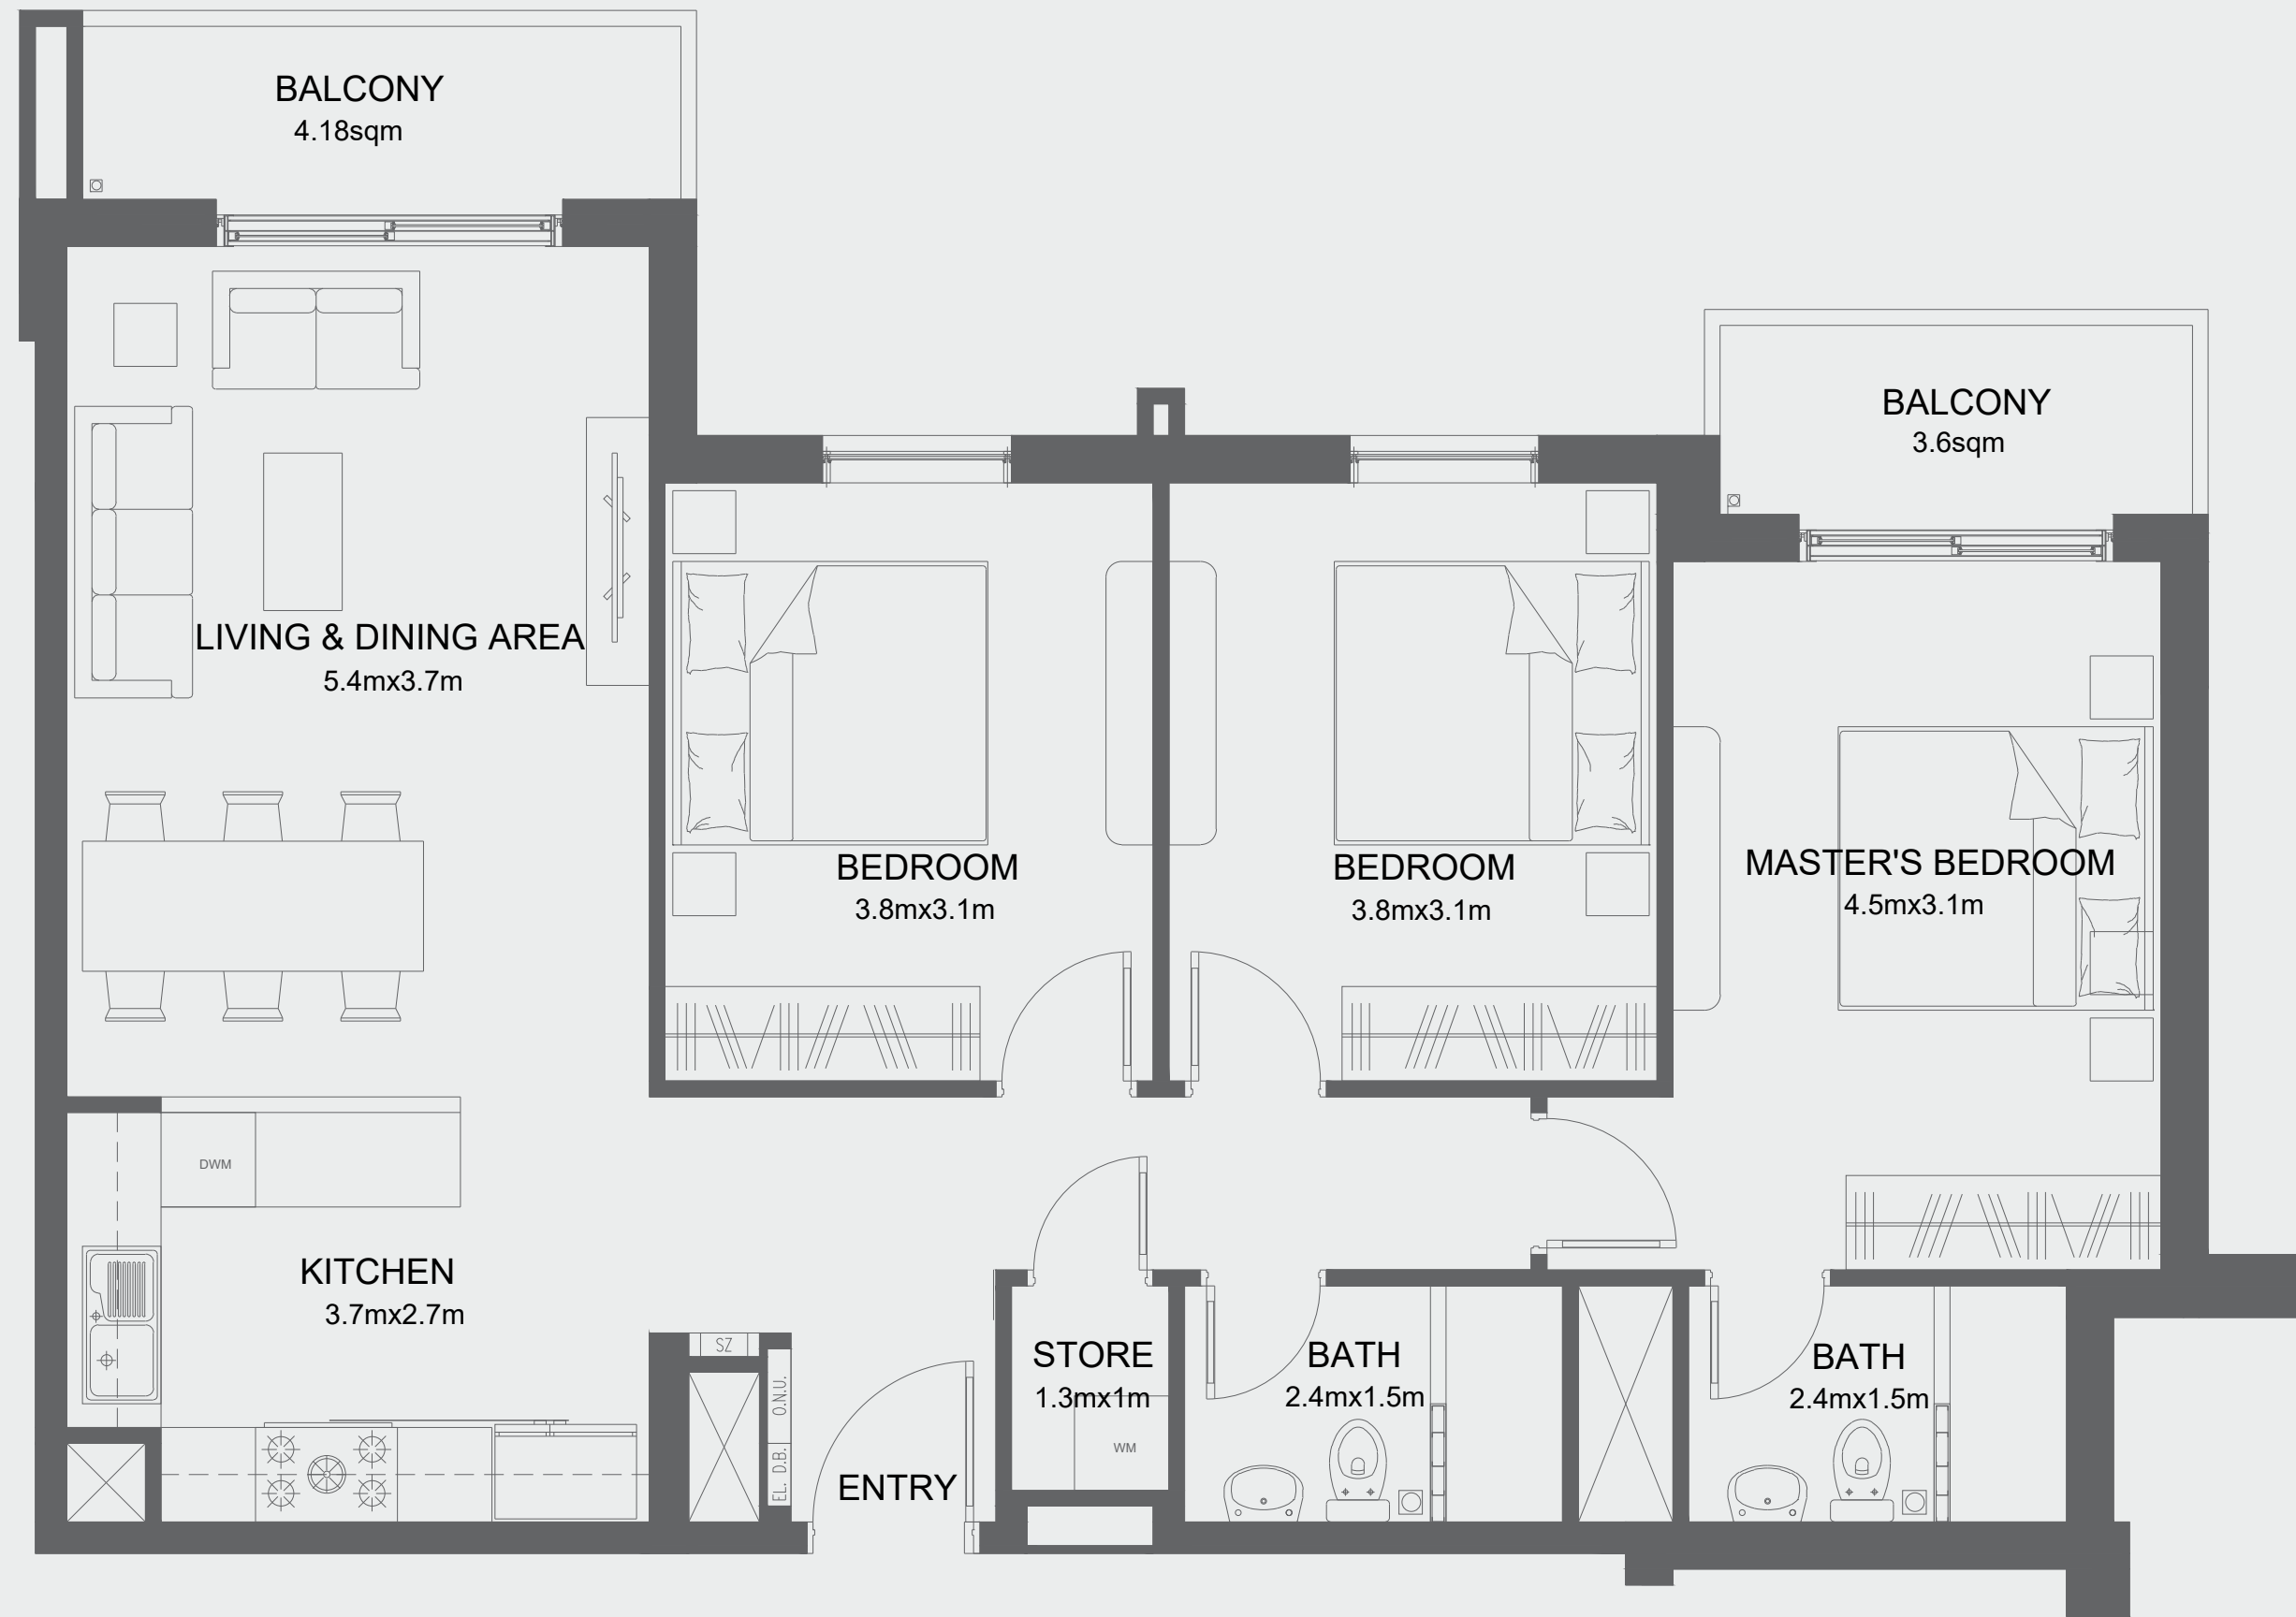 BALCONY
4.18sqm
BALCONY
3.6sqm
LIVING & DINING AREA
5.4mx3.7m
BEDROOM
3.8mx3.1m
BEDROOM
3.8mx3.1m
MASTER'S BEDROOM
4.5mx3.1m
DWM
KITCHEN
3.7mx2.7m
SZ
O.N.U.
EL. D.B.
ENTRY
STORE
1.3mx1m
WM
BATH
2.4mx1.5m
BATH
2.4mx1.5m